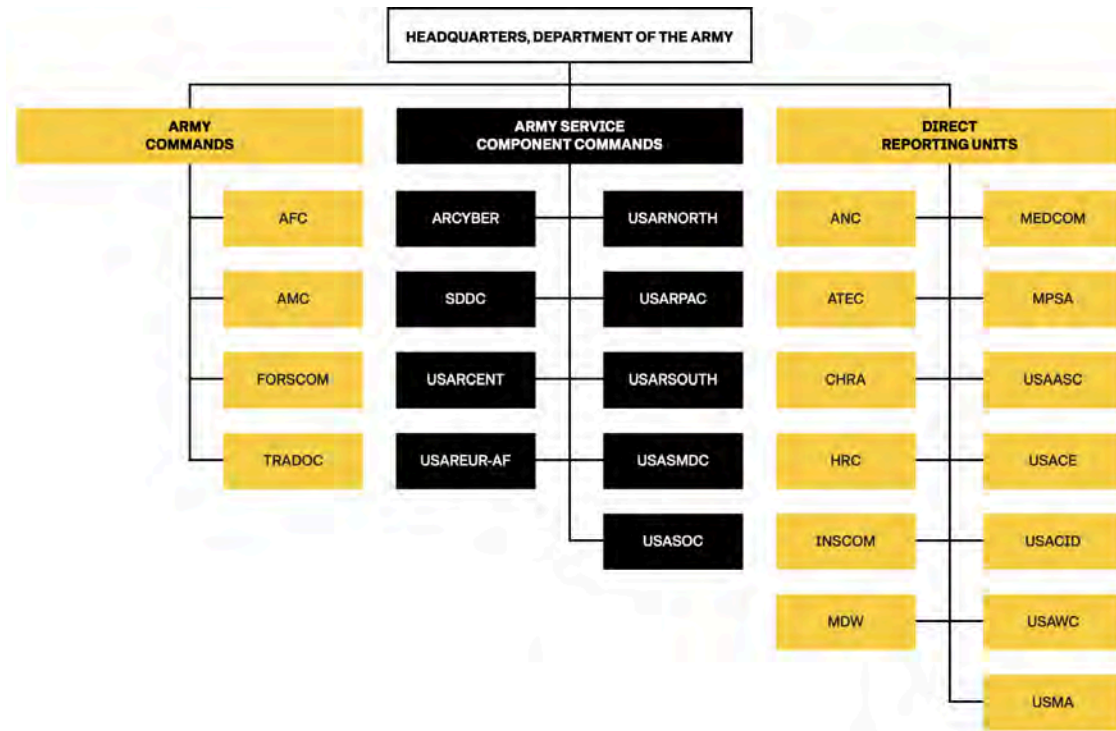 HEADQUARTERS, DEPARTMENT OF THE ARMY
ARMY
COMMANDS
AFC
AMC
FORSCOM
TRADOC
ARMY SERVICE
COMPONENT COMMANDS
ARCYBER
USARNORTH
SDDC
USARPAC
USARCENT
USARSOUTH
USAREUR-AF
USASMDC
USASOC
DIRECT
REPORTING UNITS
ANC
MEDCOM
ATEC
MPSA
CHRA
USAASC
HRC
USACE
INSCOM
USACID
MDW
USAWC
USMA